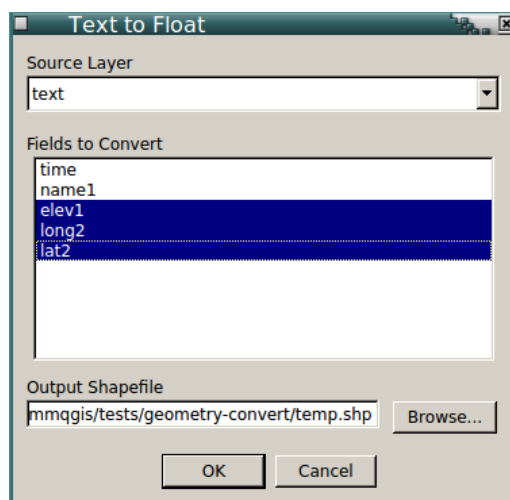 Text to Float
Source Layer
text
Fields to Convert
time
name1
elev1
long2
lat2
Output Shapefile
mmqgis/tests/geometry-convert/temp.shp
Browse...
OK
Cancel